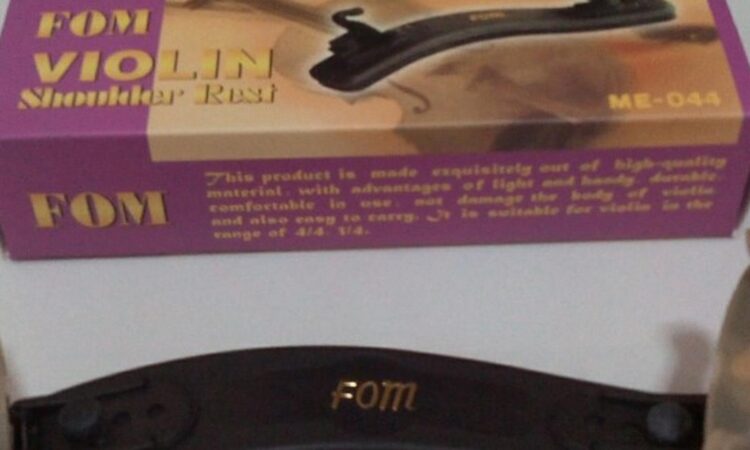 FOM
FOM
VIOLIN
Shoulder Rest
ME-044
FOM
This product is made exquisitely out of high-quality
material, with advantages of light and handy, durable,
comfortable in use, not damage the body of violin
and also easy to carry. It is suitable for violin in the
range of 4/4, 3/4.
FOM